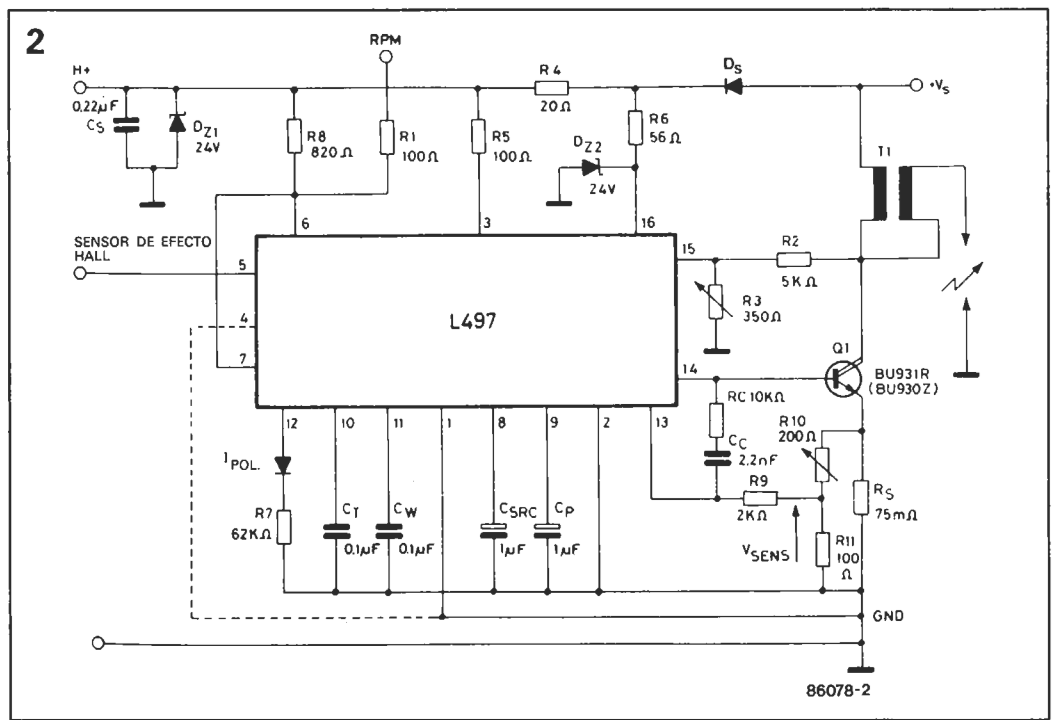 2
RPM
H+
0.22µF
CS
DZ1
24V
R8
820Ω
R1
100Ω
R5
100Ω
R4
20Ω
R6
56Ω
DZ2
24V
DS
+VS
T1
6
3
16
SENSOR DE EFECTO
HALL
5
4
7
L497
15
R2
5KΩ
R3
350Ω
14
Q1
BU931R
(BU930Z)
RC 10KΩ
CC
2.2nF
R10
200Ω
RS
75mΩ
12
10
11
1
8
9
2
13
IPOL.
R7
62KΩ
CT
0.1µF
CW
0.1µF
CSRC
1µF
CP
1µF
R9
2KΩ
VSENS
R11
100
Ω
GND
86078-2